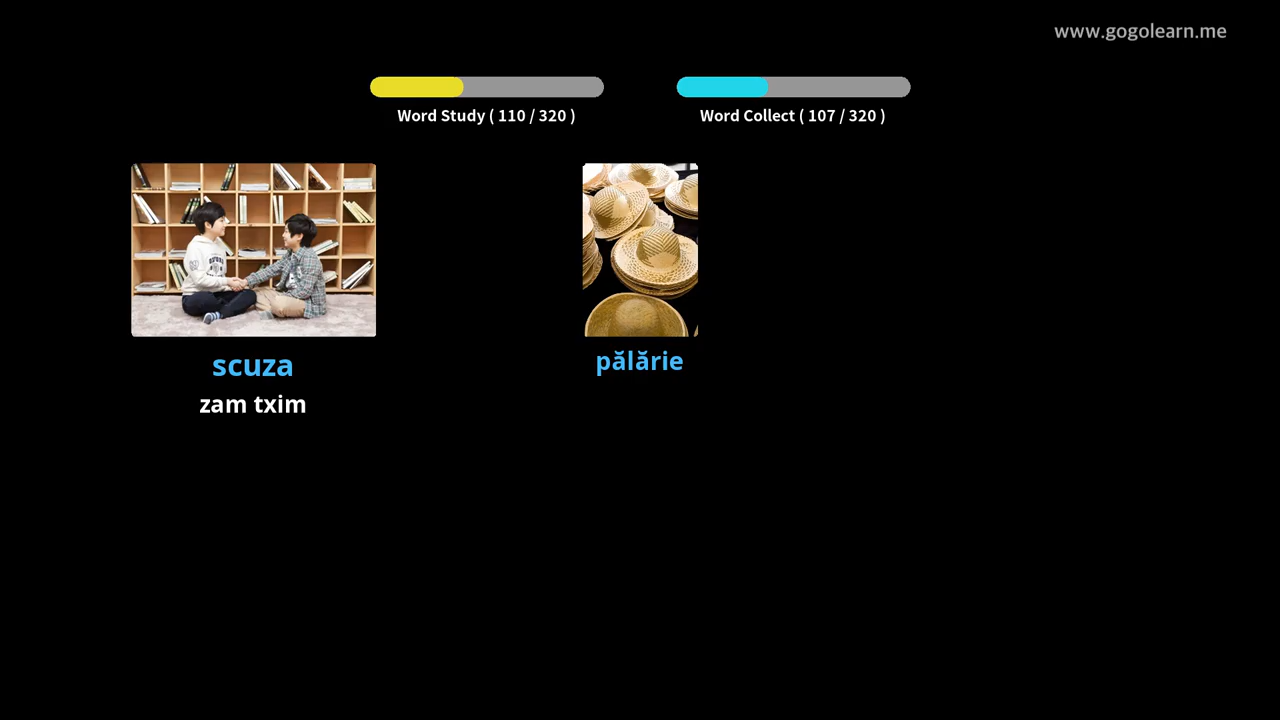 www.gogolearn.me
Word Study ( 110 / 320 )
Word Collect ( 107 / 320 )
scuza
zam txim
pălărie